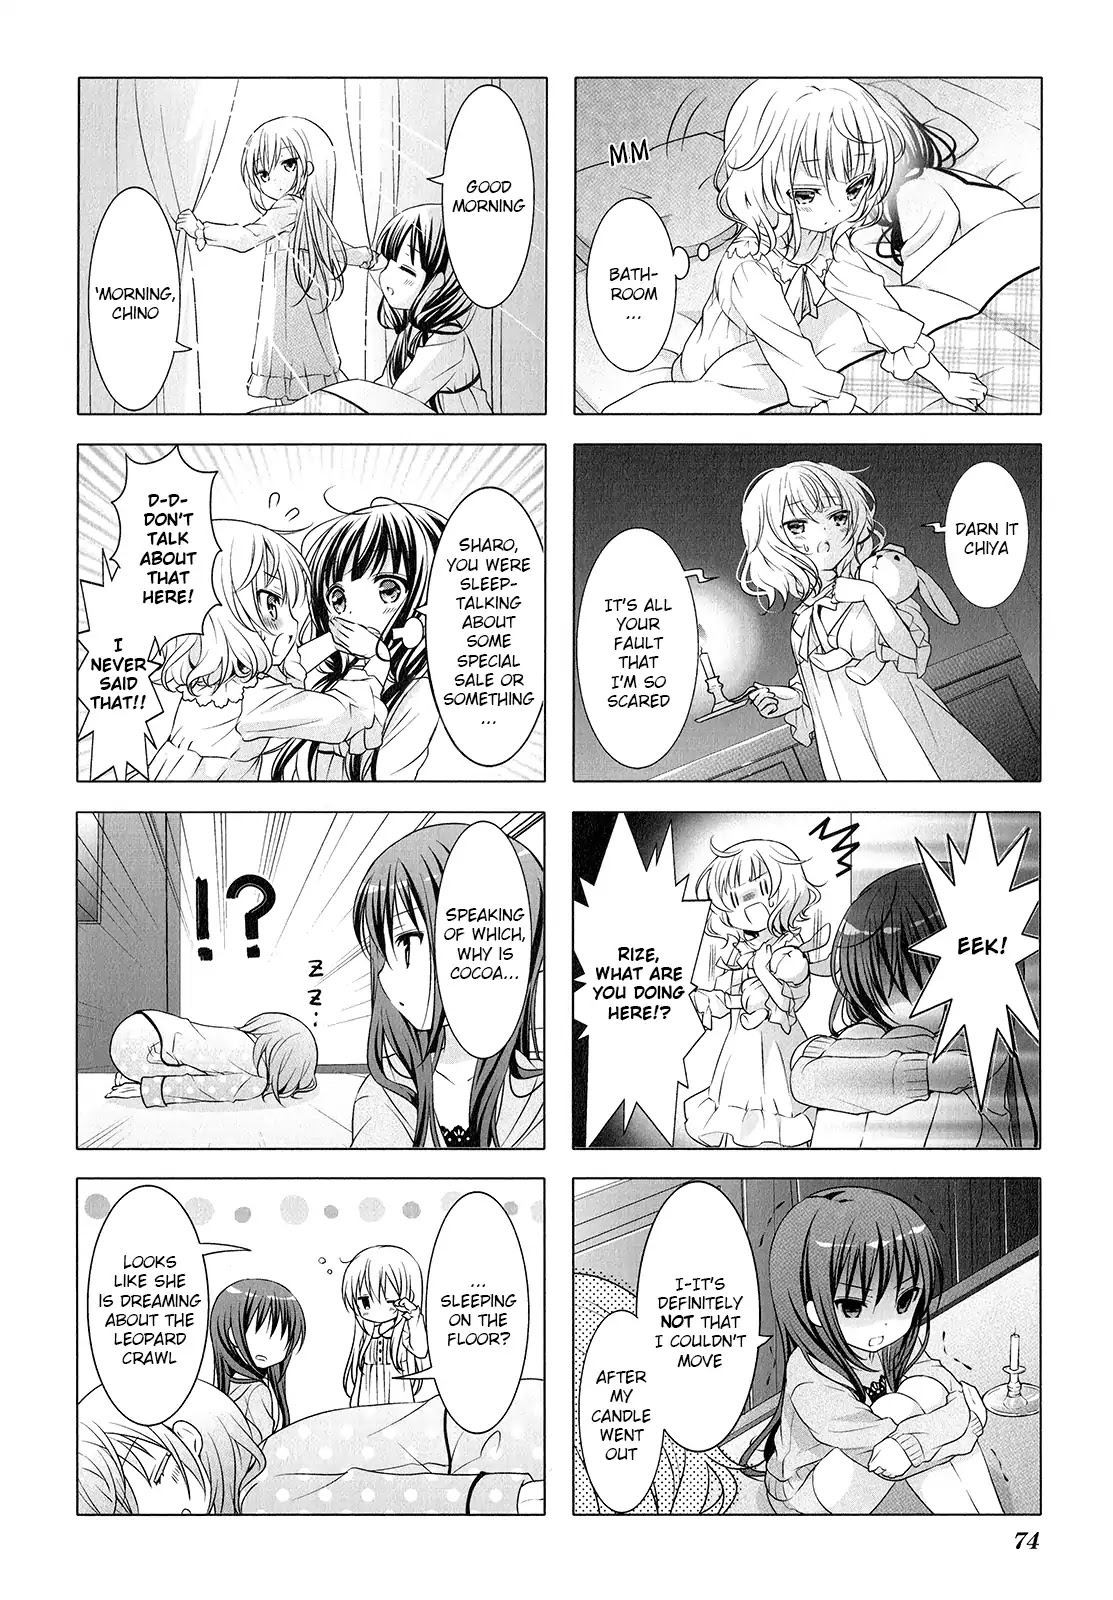 MM
BATH-
ROOM
...
DARN IT
CHIYA
IT'S ALL
YOUR
FAULT THAT
I'M SO
SCARED
EEK!
RIZE,
WHAT ARE
YOU DOING
HERE!?
I-IT'S
DEFINITELY
NOT THAT
I COULDN'T
MOVE
AFTER
MY
CANDLE
WENT
OUT
GOOD
MORNING
'MORNING,
CHINO
SHARO,
YOU WERE
SLEEP-
TALKING
ABOUT
SOME
SPECIAL
SALE OR
SOMETHING
...
D-D-
DON'T
TALK
ABOUT
THAT
HERE!
I
NEVER
SAID
THAT!!
SPEAKING
OF WHICH,
WHY IS
COCOA...
!?
Z
Z
...
SLEEPING
ON THE
FLOOR?
LOOKS
LIKE SHE
IS DREAMING
ABOUT THE
LEOPARD
CRAWL
74